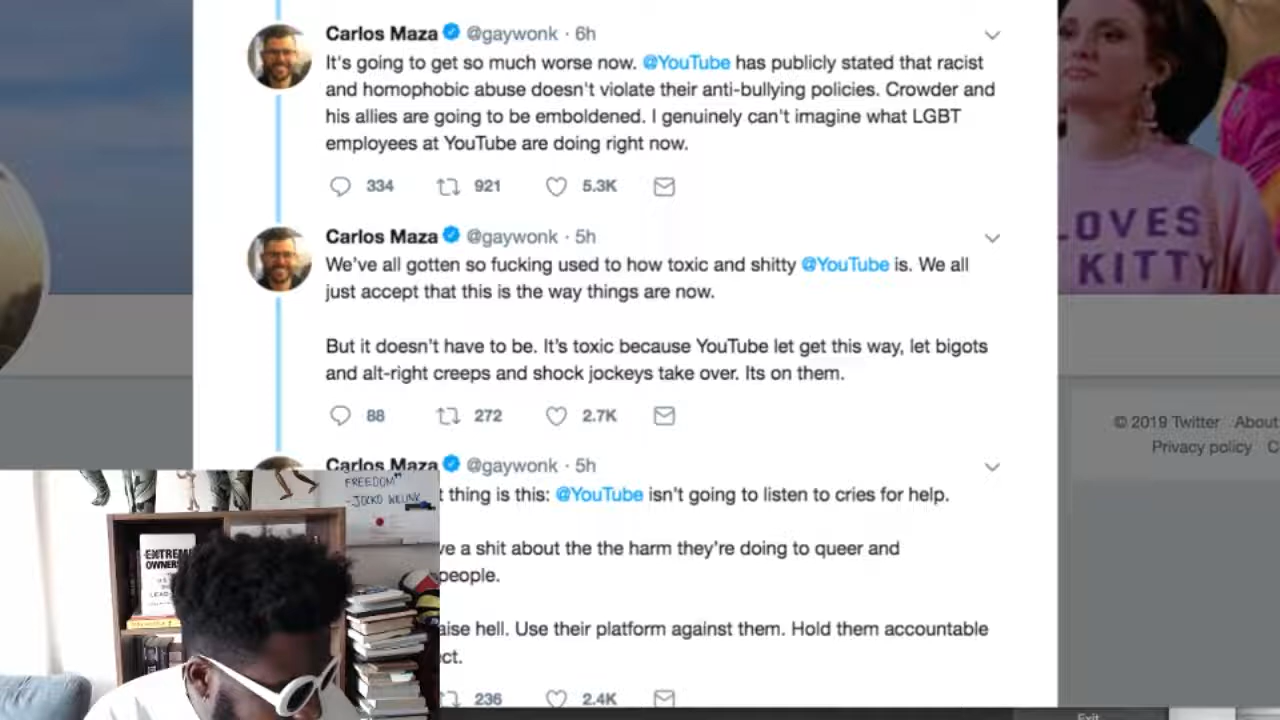 Carlos Maza @gaywonk · 6h
It's going to get so much worse now. @YouTube has publicly stated that racist
and homophobic abuse doesn't violate their anti-bullying policies. Crowder and
his allies are going to be emboldened. I genuinely can't imagine what LGBT
employees at YouTube are doing right now.
334 921 5.3K
OVES
KITTY
Carlos Maza @gaywonk · 5h
We've all gotten so fucking used to how toxic and shitty @YouTube is. We all
just accept that this is the way things are now.
But it doesn't have to be. It's toxic because YouTube let get this way, let bigots
and alt-right creeps and shock jockeys take over. Its on them.
88 272 2.7K
© 2019 Twitter About
Privacy policy C
Carlos Maza @gaywonk · 5h
t thing is this: @YouTube isn't going to listen to cries for help.
ve a shit about the the harm they're doing to queer and
people.
aise hell. Use their platform against them. Hold them accountable
ct.
236 2.4K
FREEDOM"
-JOCKO WILLINK
EXTREME
OWNERS
Exit